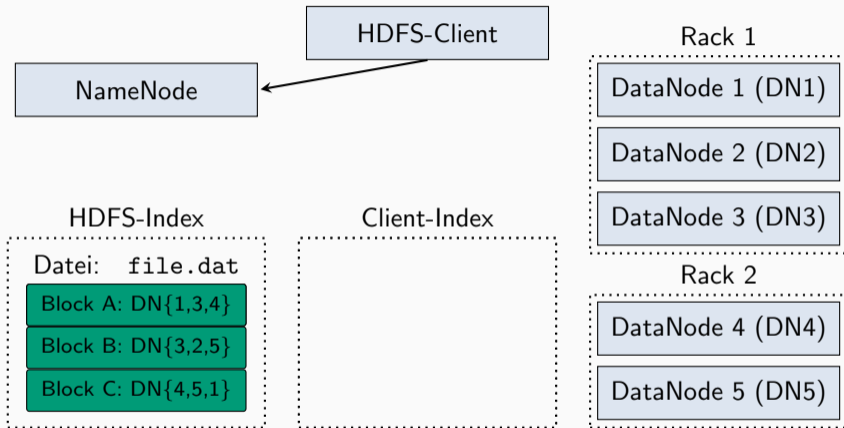 HDFS-Client
NameNode
Rack 1
DataNode 1 (DN1)
DataNode 2 (DN2)
DataNode 3 (DN3)
HDFS-Index
Datei: file.dat
Block A: DN{1,3,4}
Block B: DN{3,2,5}
Block C: DN{4,5,1}
Client-Index
Rack 2
DataNode 4 (DN4)
DataNode 5 (DN5)